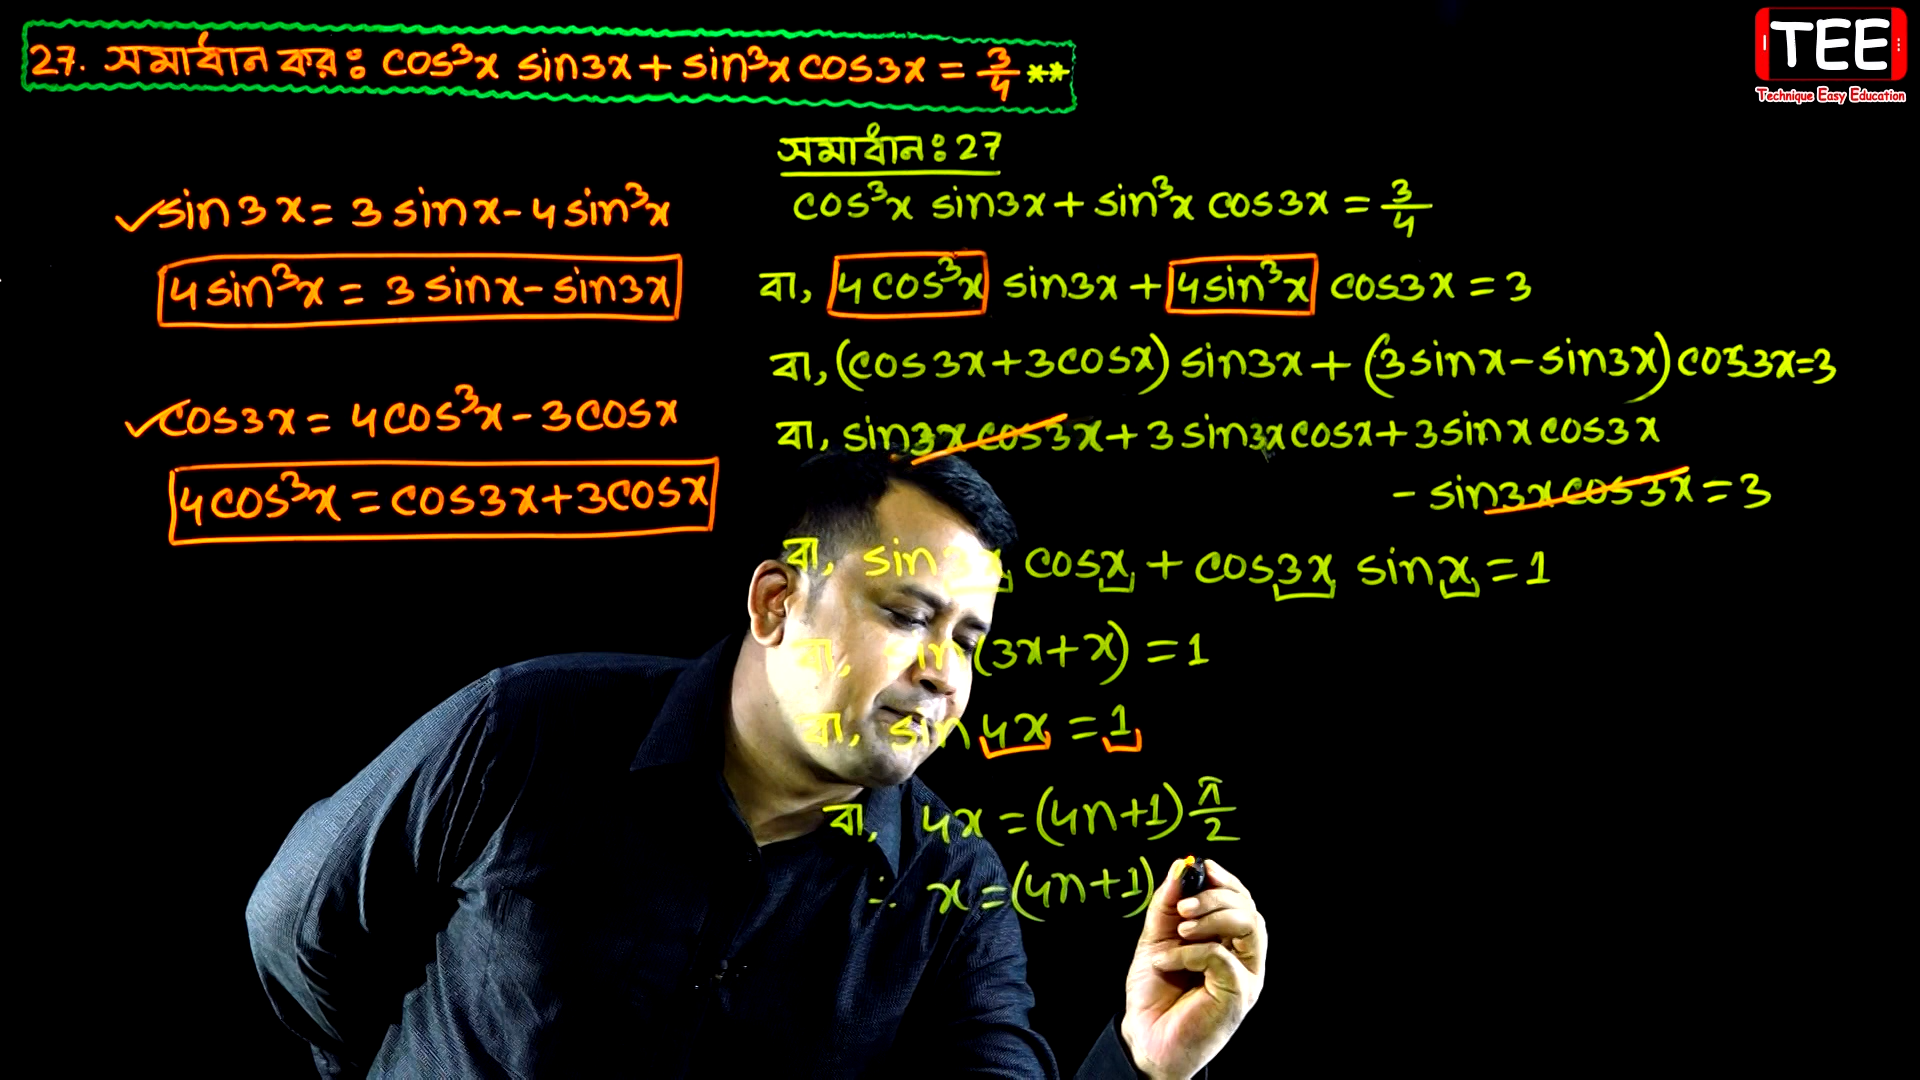 27. সমাধান কর: cos³x sin3x + sin³x cos3x = 3/4 **
TEE
Technique Easy Education
✓sin3x = 3sinx - 4sin³x
4sin³x = 3sinx - sin3x
✓cos3x = 4cos³x - 3cosx
4cos³x = cos3x + 3cosx
সমাধান: 27
cos³x sin3x + sin³x cos3x = 3/4
বা, 4cos³x sin3x + 4sin³x cos3x = 3
বা, (cos3x + 3cosx) sin3x + (3sinx - sin3x) cos3x = 3
বা, sin3x cos3x + 3sin3x cosx + 3sinx cos3x
- sin3x cos3x = 3
বা, sin3x cosx + cos3x sinx = 1
বা, sin(3x + x) = 1
বা, sin4x = 1
বা, 4x = (4n+1) π/2
∴ x = (4n+1)